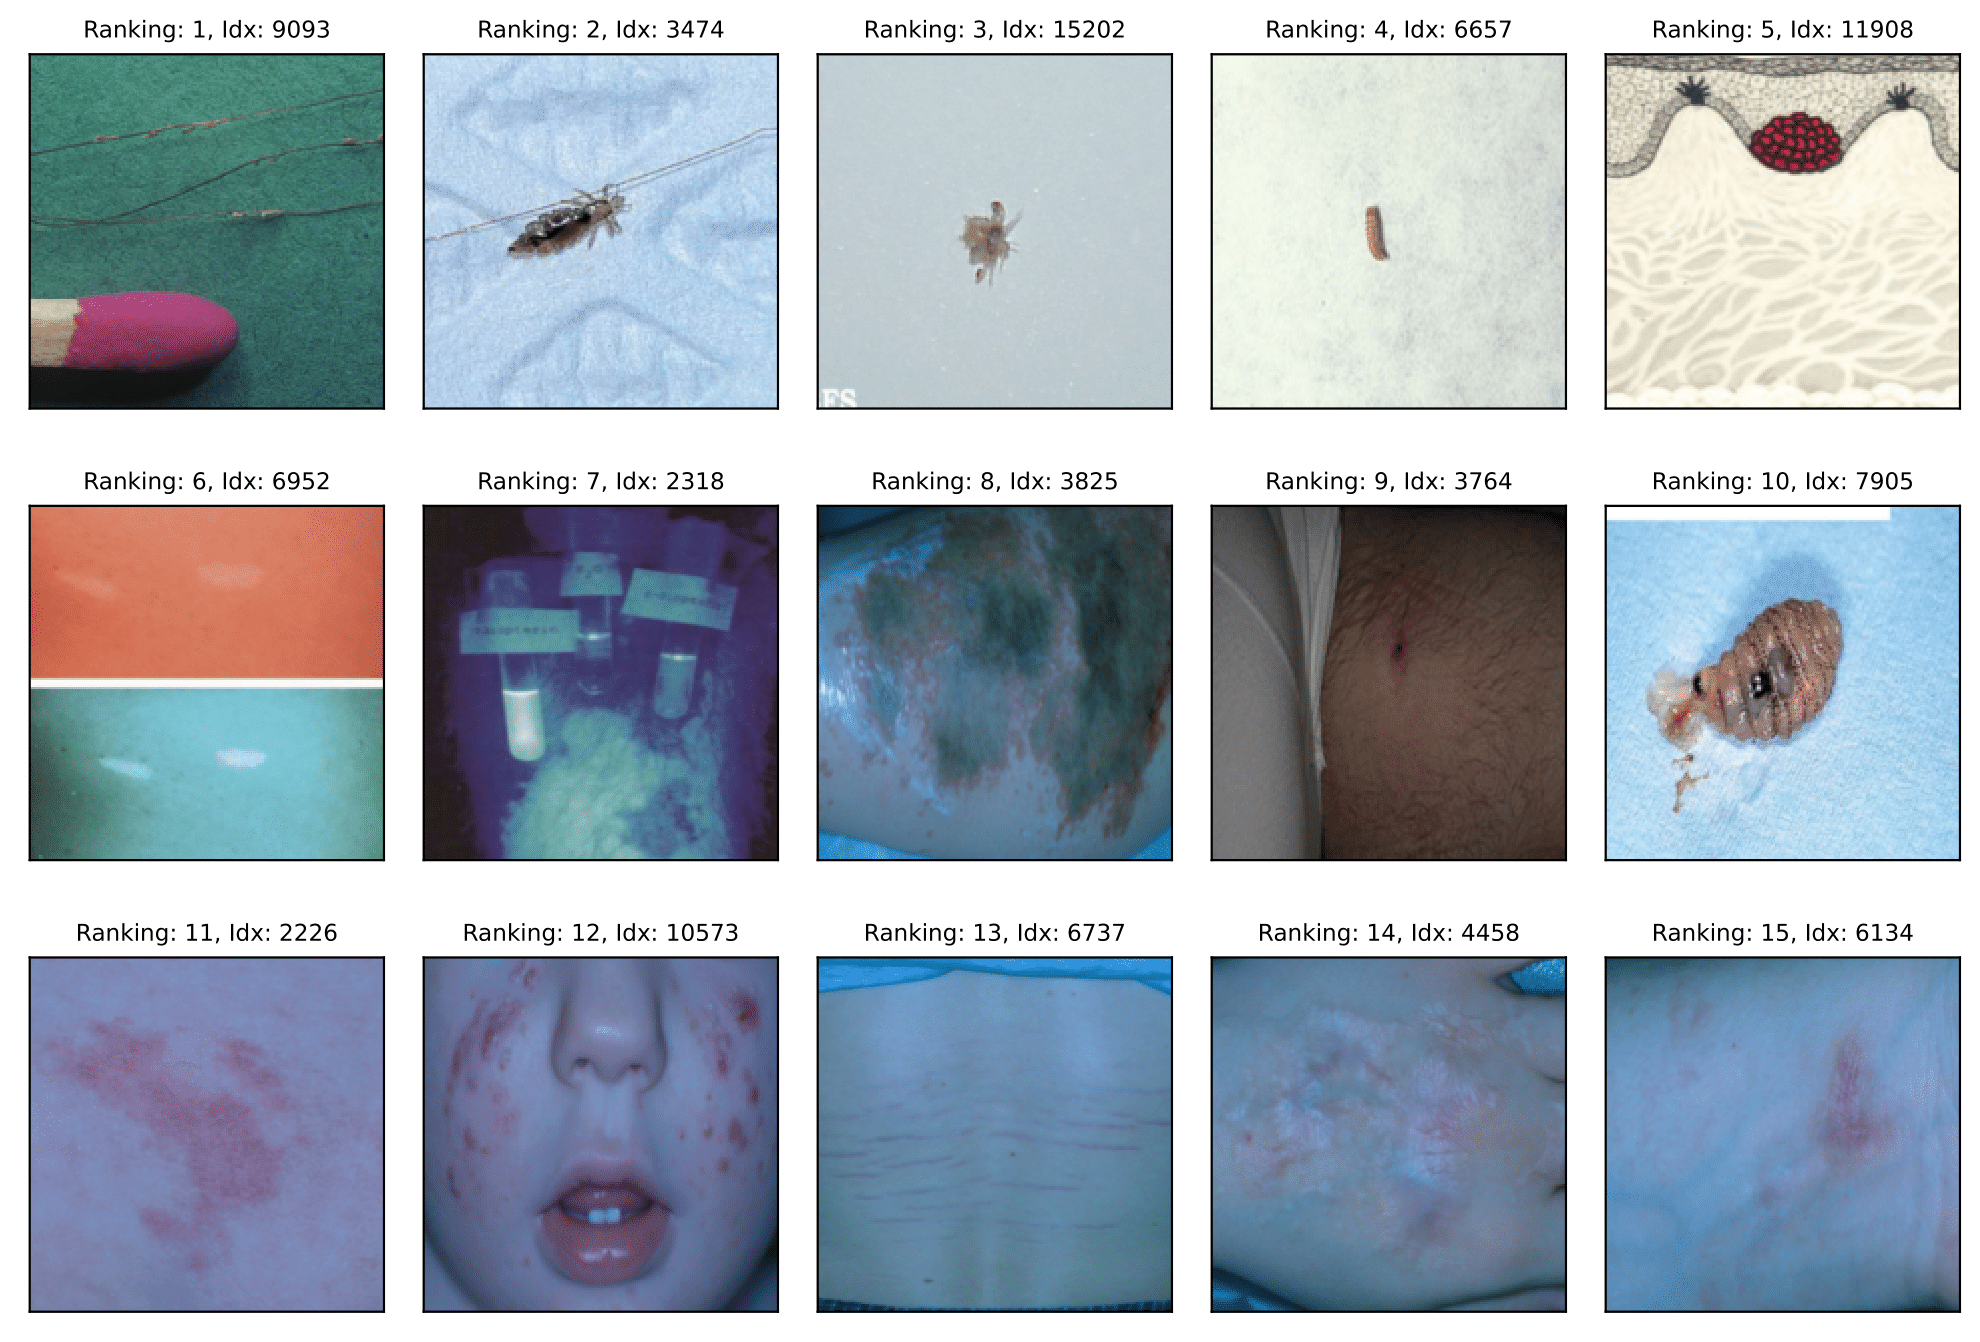 Ranking: 1, Idx: 9093
Ranking: 2, Idx: 3474
Ranking: 3, Idx: 15202
Ranking: 4, Idx: 6657
Ranking: 5, Idx: 11908
FS
Ranking: 6, Idx: 6952
Ranking: 7, Idx: 2318
Ranking: 8, Idx: 3825
Ranking: 9, Idx: 3764
Ranking: 10, Idx: 7905
Ranking: 11, Idx: 2226
Ranking: 12, Idx: 10573
Ranking: 13, Idx: 6737
Ranking: 14, Idx: 4458
Ranking: 15, Idx: 6134